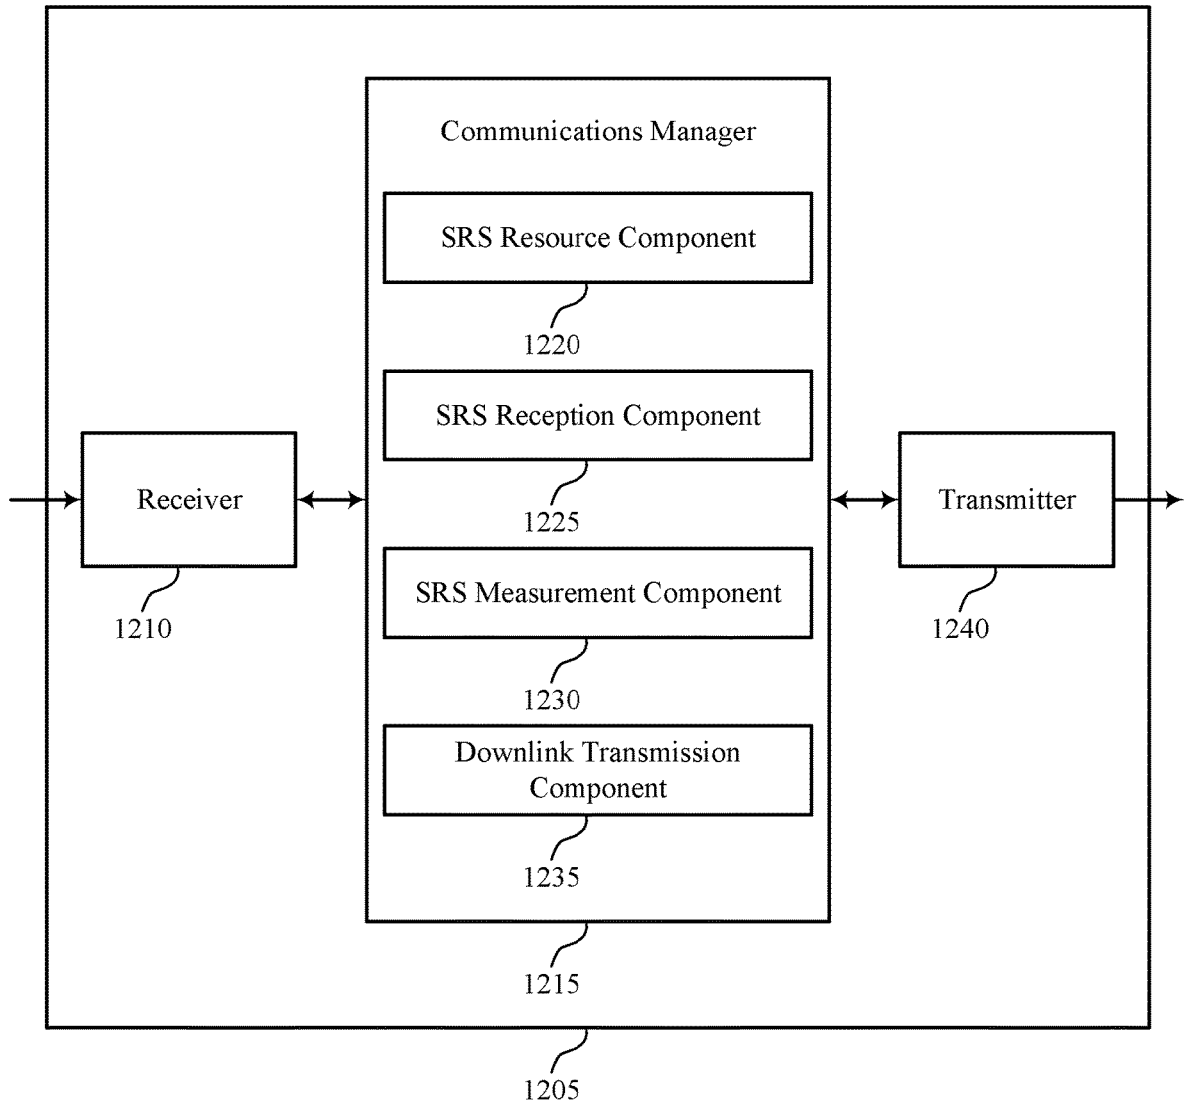 Communications Manager
SRS Resource Component
1220
SRS Reception Component
1225
Receiver
1210
Transmitter
1240
SRS Measurement Component
1230
Downlink Transmission
Component
1235
1215
1205